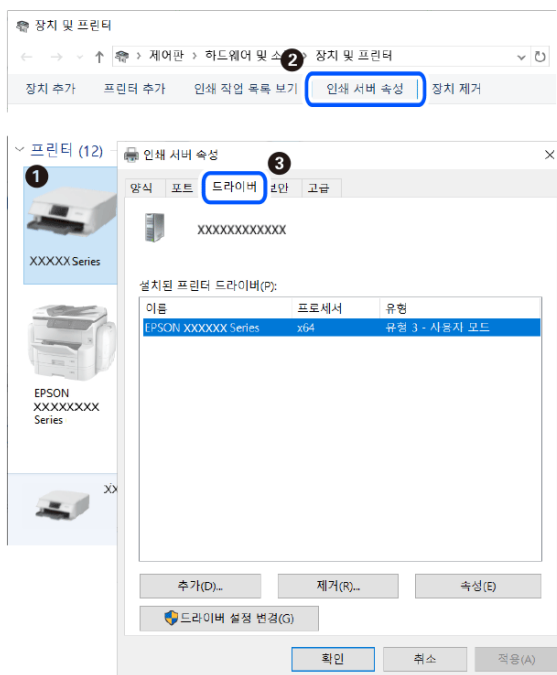 장치 및 프린터
제어판 › 하드웨어 및 소 › 장치 및 프린터
장치 추가 프린터 추가 인쇄 작업 목록 보기 인쇄 서버 속성 장치 제거
2
프린터 (12)
1
XXXXX Series
EPSON
XXXXXXXX
Series
XX
인쇄 서버 속성
3
양식 포트 드라이버 보안 고급
XXXXXXXXXXXX
설치된 프린터 드라이버(P):
이름 프로세서 유형
EPSON XXXXXX Series x64 유형 3 - 사용자 모드
추가(D)... 제거(R)... 속성(E)
드라이버 설정 변경(G)
확인 취소 적용(A)